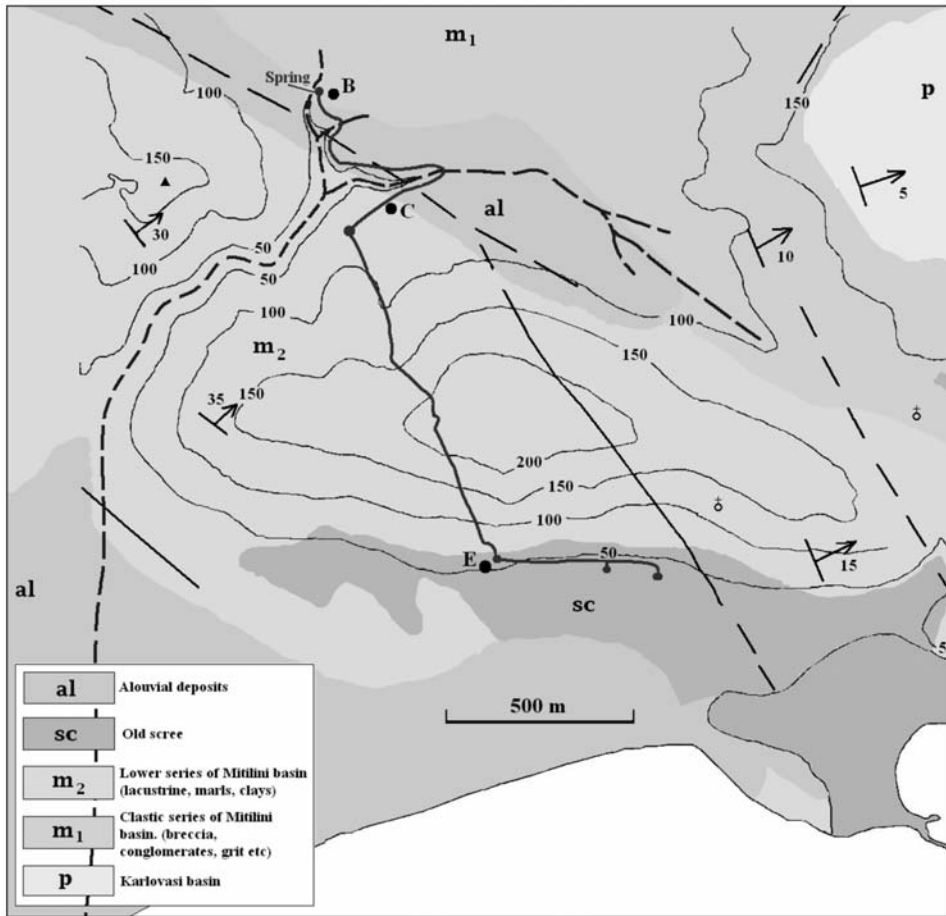 m1
150
p
Spring
B
100
150
5
30
C
al
10
100
50
50
100
100
m2
150
35
150
200
150
100
50
15
E
al
sc
5
500 m
al Alouvial deposits
sc Old scree
m2 Lower series of Mitilini basin
(lacustrine, marls, clays)
m1 Clastic series of Mitilini
basin. (breccia,
conglomerates, grit etc)
p Karlovasi basin